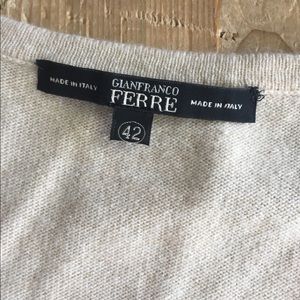 GIANFRANCO
MADE IN ITALY FERRE MADE IN ITALY
42